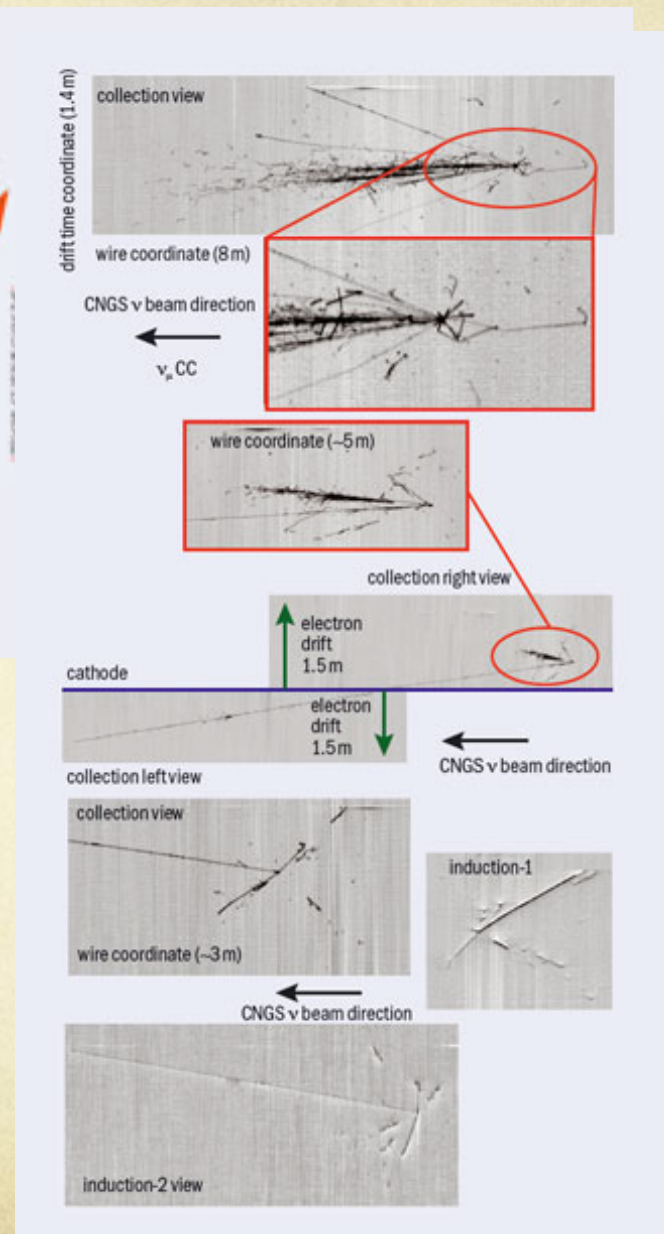 collection view
drift time coordinate (1.4 m)
wire coordinate (8 m)
CNGS ν beam direction
νμ CC
wire coordinate (~5 m)
collection right view
electron
drift
1.5 m
cathode
electron
drift
1.5 m
CNGS ν beam direction
collection left view
collection view
induction-1
wire coordinate (~3 m)
CNGS ν beam direction
induction-2 view